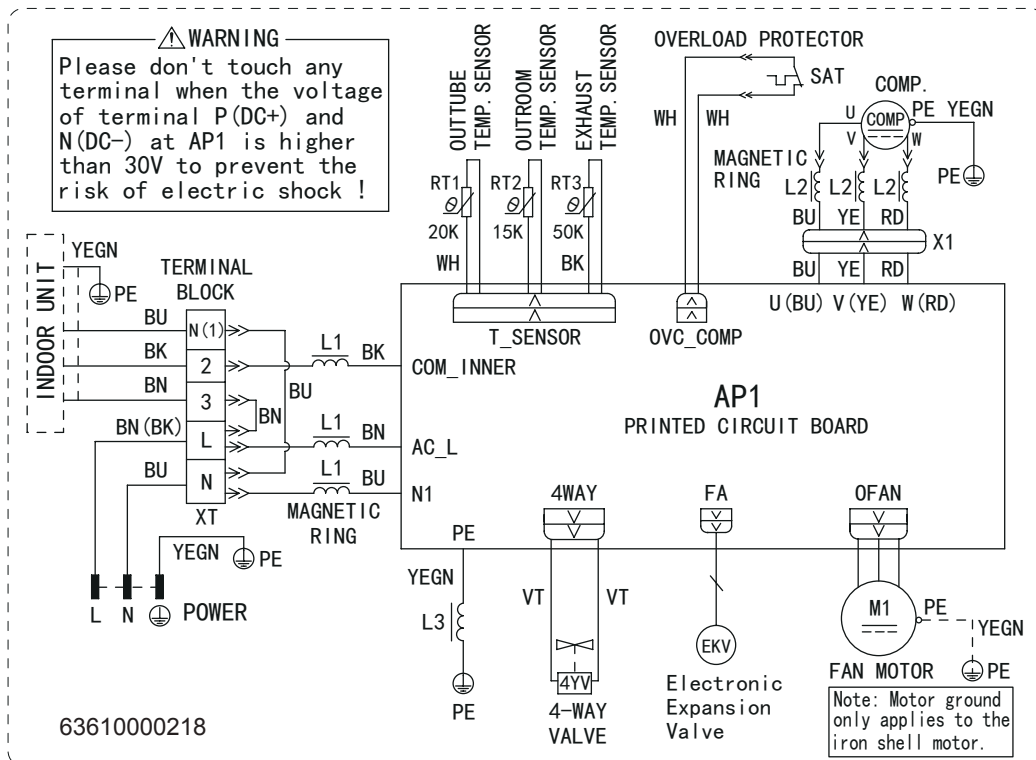 WARNING
Please don't touch any
terminal when the voltage
of terminal P(DC+) and
N(DC-) at AP1 is higher
than 30V to prevent the
risk of electric shock !
OUTTUBE
TEMP. SENSOR
OUTROOM
TEMP. SENSOR
EXHAUST
TEMP. SENSOR
RT1
θ
20K
WH
RT2
θ
15K
RT3
θ
50K
BK
T_SENSOR
OVERLOAD PROTECTOR
SAT
WH
WH
OVC_COMP
COMP.
COMP
U
V
W
PE YEGN
PE
MAGNETIC
RING
L2
L2
L2
BU
YE
RD
X1
BU
YE
RD
U(BU) V(YE) W(RD)
INDOOR UNIT
YEGN
PE
TERMINAL
BLOCK
BU
N(1)
BK
2
BN
3
BN(BK)
L
BU
N
XT
BU
BN
L1
BK
COM_INNER
L1
BN
AC_L
L1
BU
N1
MAGNETIC
RING
YEGN
PE
L
N
POWER
AP1
PRINTED CIRCUIT BOARD
PE
YEGN
L3
PE
4WAY
VT
VT
4YV
4-WAY
VALVE
FA
EKV
Electronic
Expansion
Valve
OFAN
M1
PE
YEGN
PE
FAN MOTOR
Note: Motor ground
only applies to the
iron shell motor.
63610000218